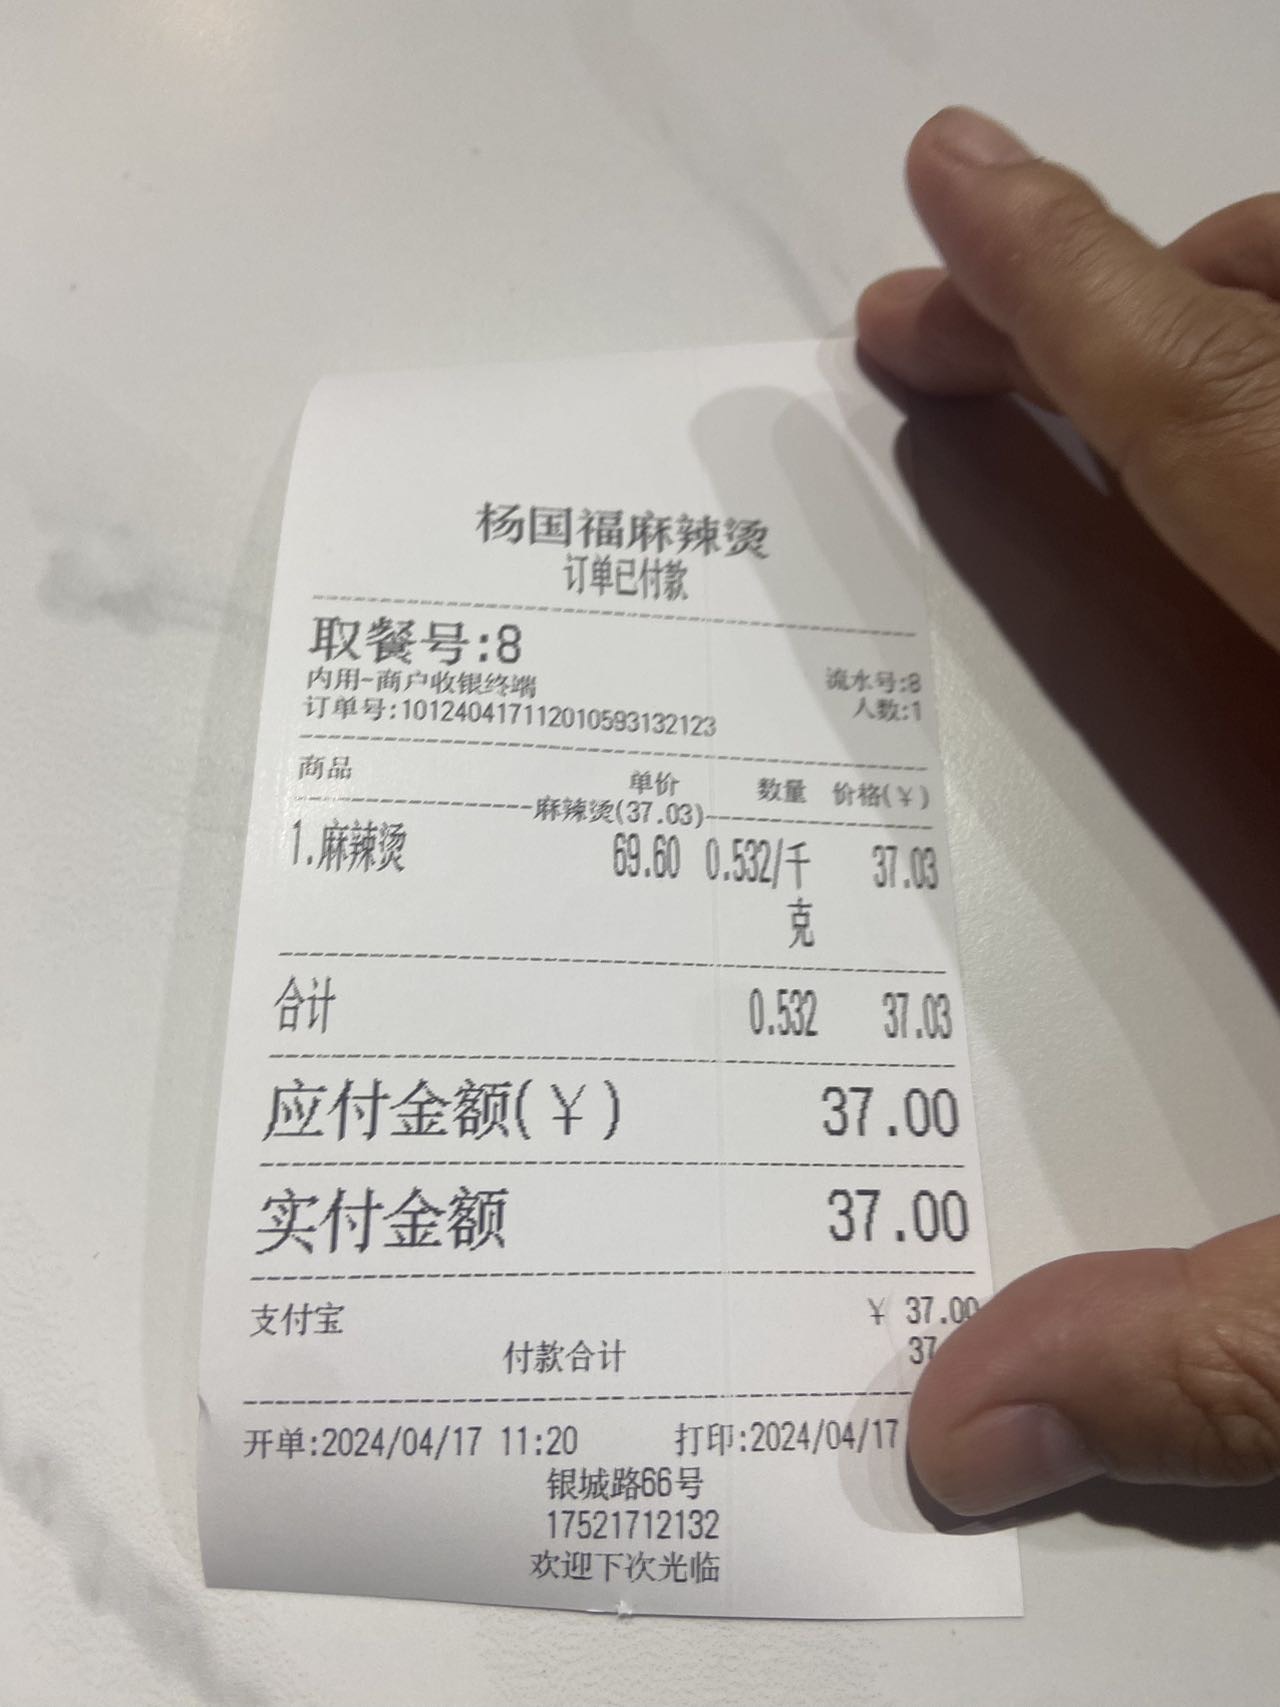 杨国福麻辣烫
订单已付款
取餐号:8
内用-商户收银终端 流水号:8
订单号:101240417112010593132123 人数:1
商品 单价 数量 价格(¥)
麻辣烫(37.03)
1.麻辣烫 69.60 0.532/千 37.03
克
合计 0.532 37.03
应付金额(¥) 37.00
实付金额 37.00
支付宝 ¥ 37.00
付款合计 37
开单:2024/04/17 11:20 打印:2024/04/17
银城路66号
17521712132
欢迎下次光临